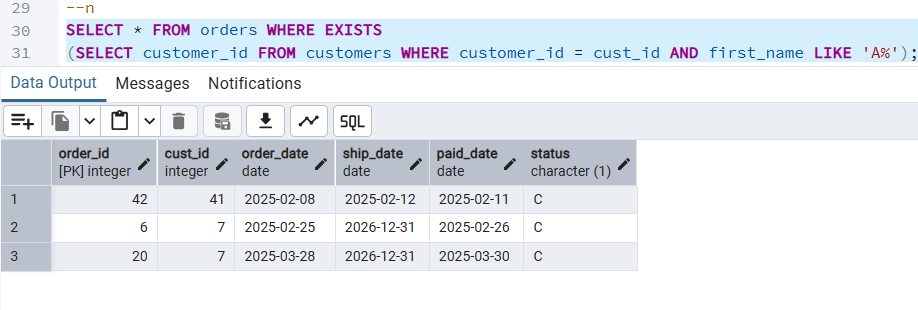 29 --n
30 SELECT * FROM orders WHERE EXISTS
31 (SELECT customer_id FROM customers WHERE customer_id = cust_id AND first_name LIKE 'A%');
Data Output Messages Notifications
SQL
order_id cust_id order_date ship_date paid_date status
[PK] integer integer date date date character (1)
1 42 41 2025-02-08 2025-02-12 2025-02-11 C
2 6 7 2025-02-25 2026-12-31 2025-02-26 C
3 20 7 2025-03-28 2026-12-31 2025-03-30 C